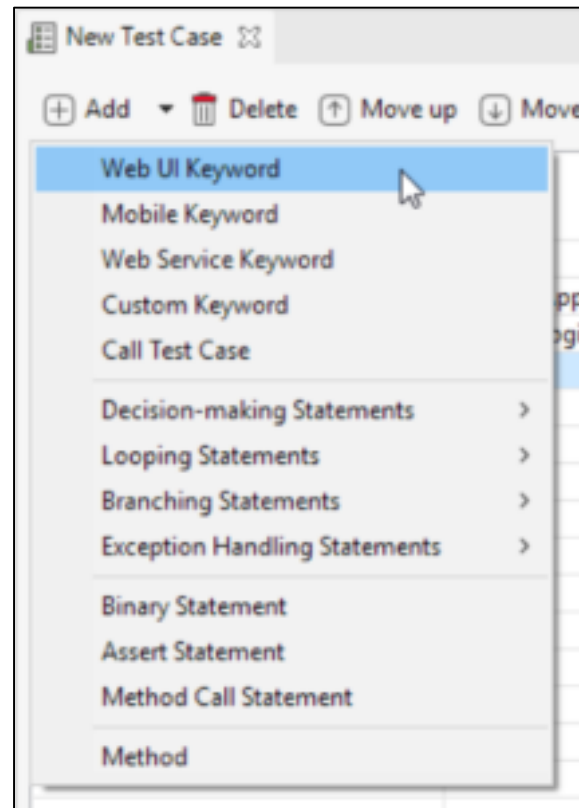 New Test Case
Add Delete Move up Move
Web UI Keyword
Mobile Keyword
Web Service Keyword
Custom Keyword
Call Test Case
Decision-making Statements
Looping Statements
Branching Statements
Exception Handling Statements
Binary Statement
Assert Statement
Method Call Statement
Method